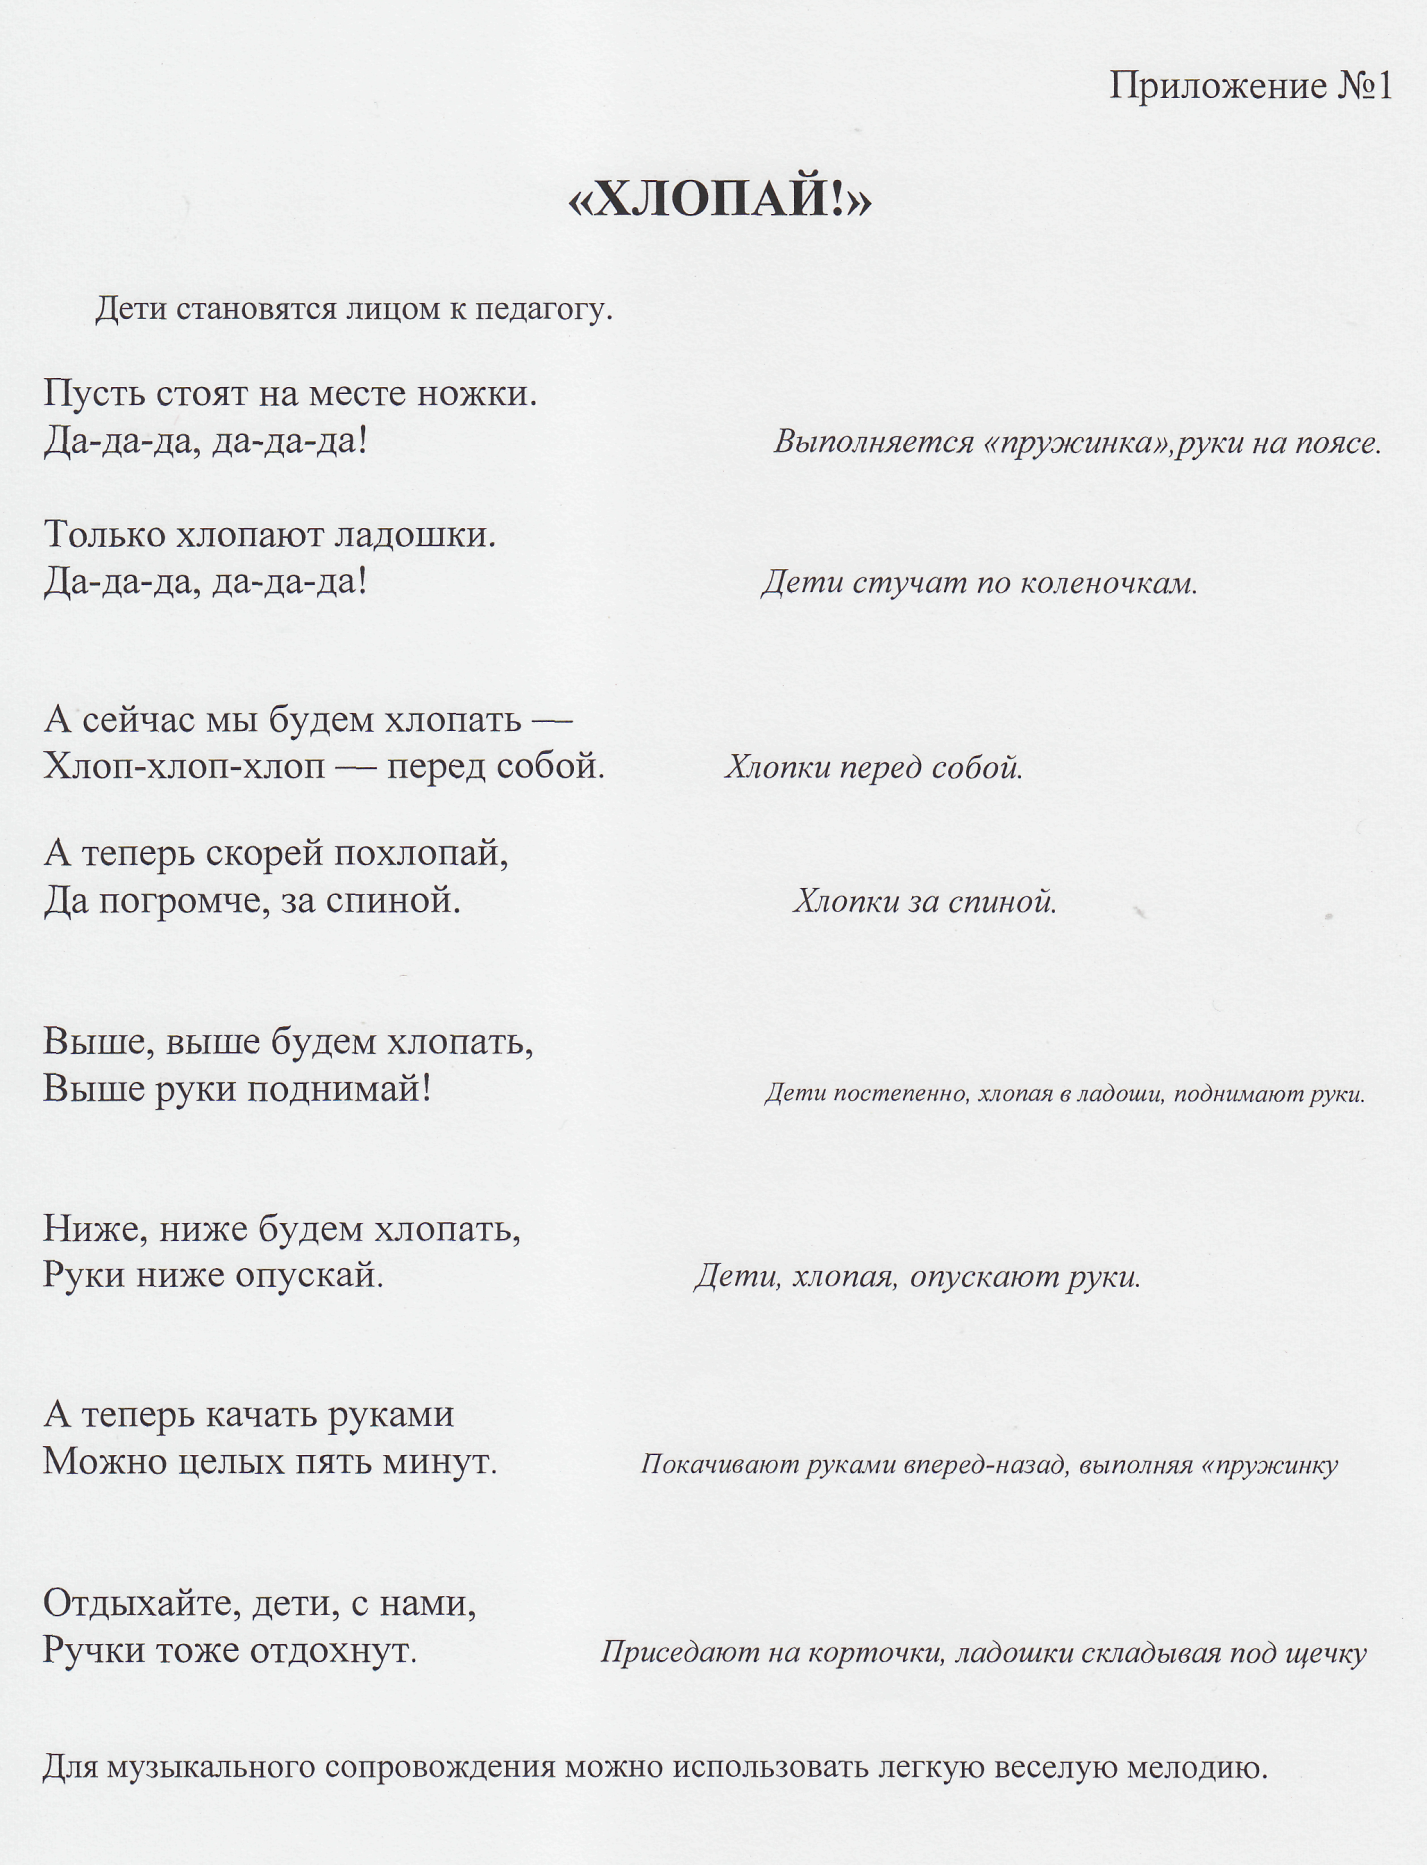 Приложение №1
«ХЛОПАЙ!»
Дети становятся лицом к педагогу.
Пусть стоят на месте ножки.
Да-да-да, да-да-да! Выполняется «пружинка»,руки на поясе.
Только хлопают ладошки.
Да-да-да, да-да-да! Дети стучат по коленочкам.
А сейчас мы будем хлопать —
Хлоп-хлоп-хлоп — перед собой. Хлопки перед собой.
А теперь скорей похлопай,
Да погромче, за спиной. Хлопки за спиной.
Выше, выше будем хлопать,
Выше руки поднимай! Дети постепенно, хлопая в ладоши, поднимают руки.
Ниже, ниже будем хлопать,
Руки ниже опускай. Дети, хлопая, опускают руки.
А теперь качать руками
Можно целых пять минут. Покачивают руками вперед-назад, выполняя «пружинку
Отдыхайте, дети, с нами,
Ручки тоже отдохнут. Приседают на корточки, ладошки складывая под щечку
Для музыкального сопровождения можно использовать легкую веселую мелодию.